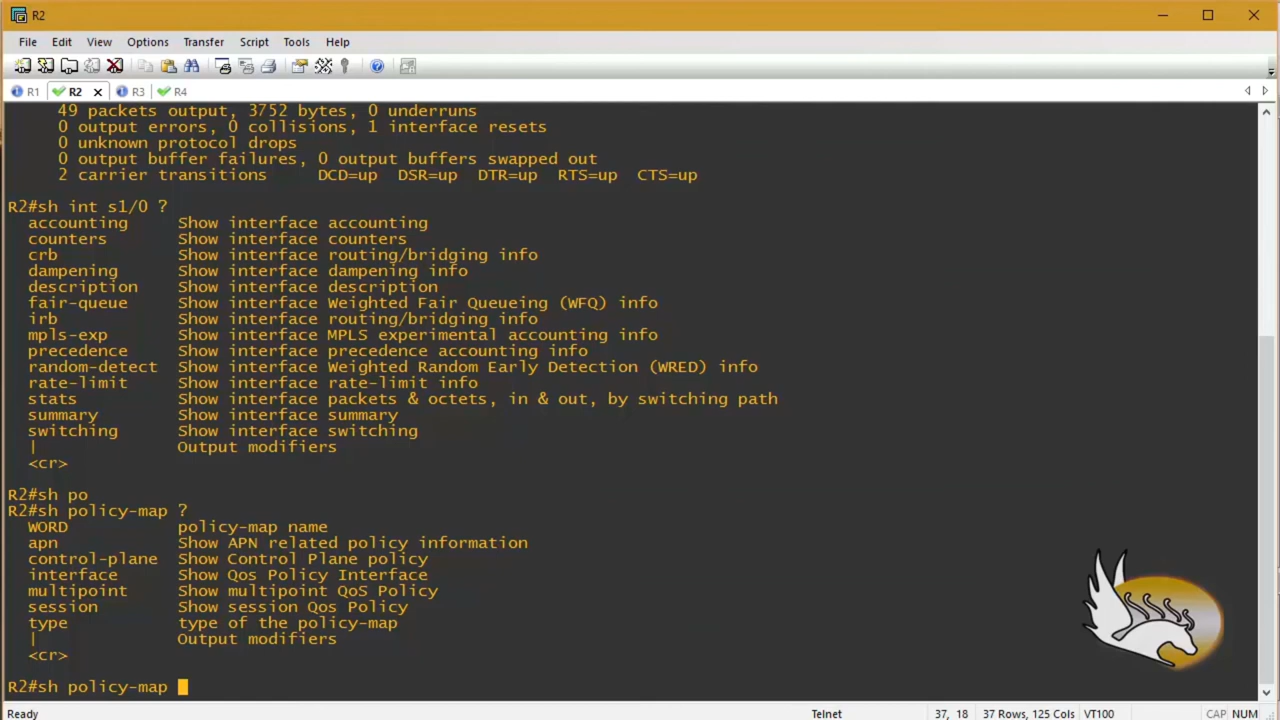 R2
File Edit View Options Transfer Script Tools Help
R1 R2 R3 R4
49 packets output, 3752 bytes, 0 underruns
0 output errors, 0 collisions, 1 interface resets
0 unknown protocol drops
0 output buffer failures, 0 output buffers swapped out
2 carrier transitions DCD=up DSR=up DTR=up RTS=up CTS=up
R2#sh int s1/0 ?
accounting Show interface accounting
counters Show interface counters
crb Show interface routing/bridging info
dampening Show interface dampening info
description Show interface description
fair-queue Show interface Weighted Fair Queueing (WFQ) info
irb Show interface routing/bridging info
mpls-exp Show interface MPLS experimental accounting info
precedence Show interface precedence accounting info
random-detect Show interface Weighted Random Early Detection (WRED) info
rate-limit Show interface rate-limit info
stats Show interface packets & octets, in & out, by switching path
summary Show interface summary
switching Show interface switching
| Output modifiers
<cr>
R2#sh po
R2#sh policy-map ?
WORD policy-map name
apn Show APN related policy information
control-plane Show Control Plane policy
interface Show Qos Policy Interface
multipoint Show multipoint QoS Policy
session Show session Qos Policy
type type of the policy-map
| Output modifiers
<cr>
R2#sh policy-map
Ready Telnet 37, 18 37 Rows, 125 Cols VT100 CAP NUM